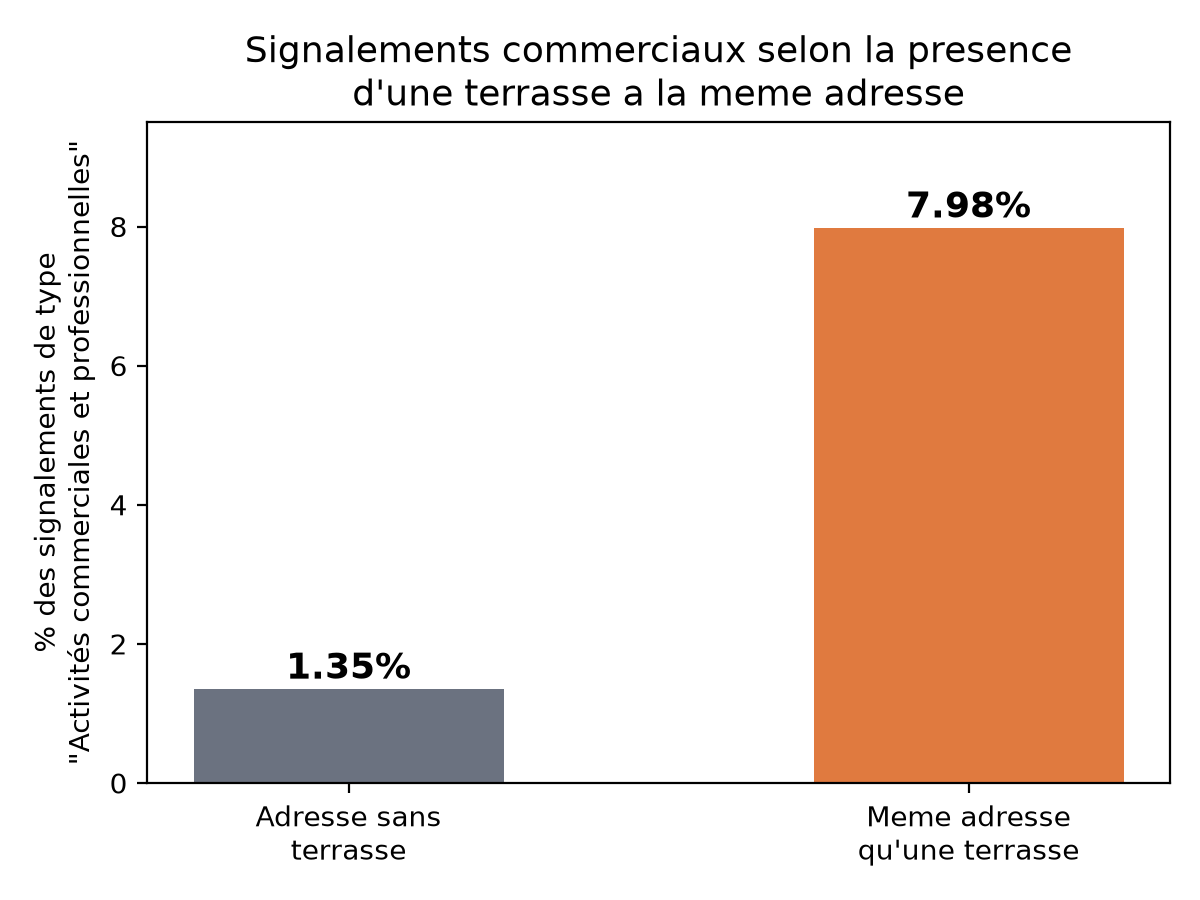 Signalements commerciaux selon la presence
d'une terrasse a la meme adresse
% des signalements de type
"Activités commerciales et professionnelles"
8
6
4
2
0
7.98%
1.35%
Adresse sans
terrasse
Meme adresse
qu'une terrasse